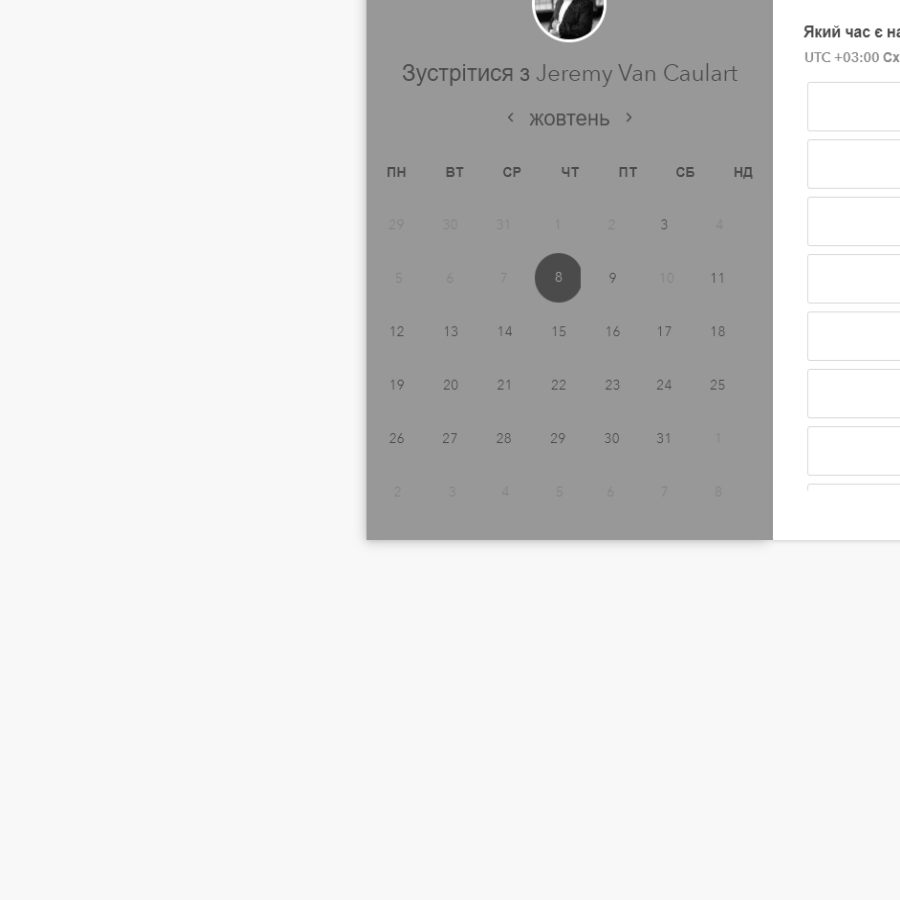 Зустрітися з Jeremy Van Caulart
жовтень
ПН ВТ СР ЧТ ПТ СБ НД
29 30 31 1 2 3 4
5 6 7 8 9 10 11
12 13 14 15 16 17 18
19 20 21 22 23 24 25
26 27 28 29 30 31 1
2 3 4 5 6 7 8
Який час є на
UTC +03:00 Сх